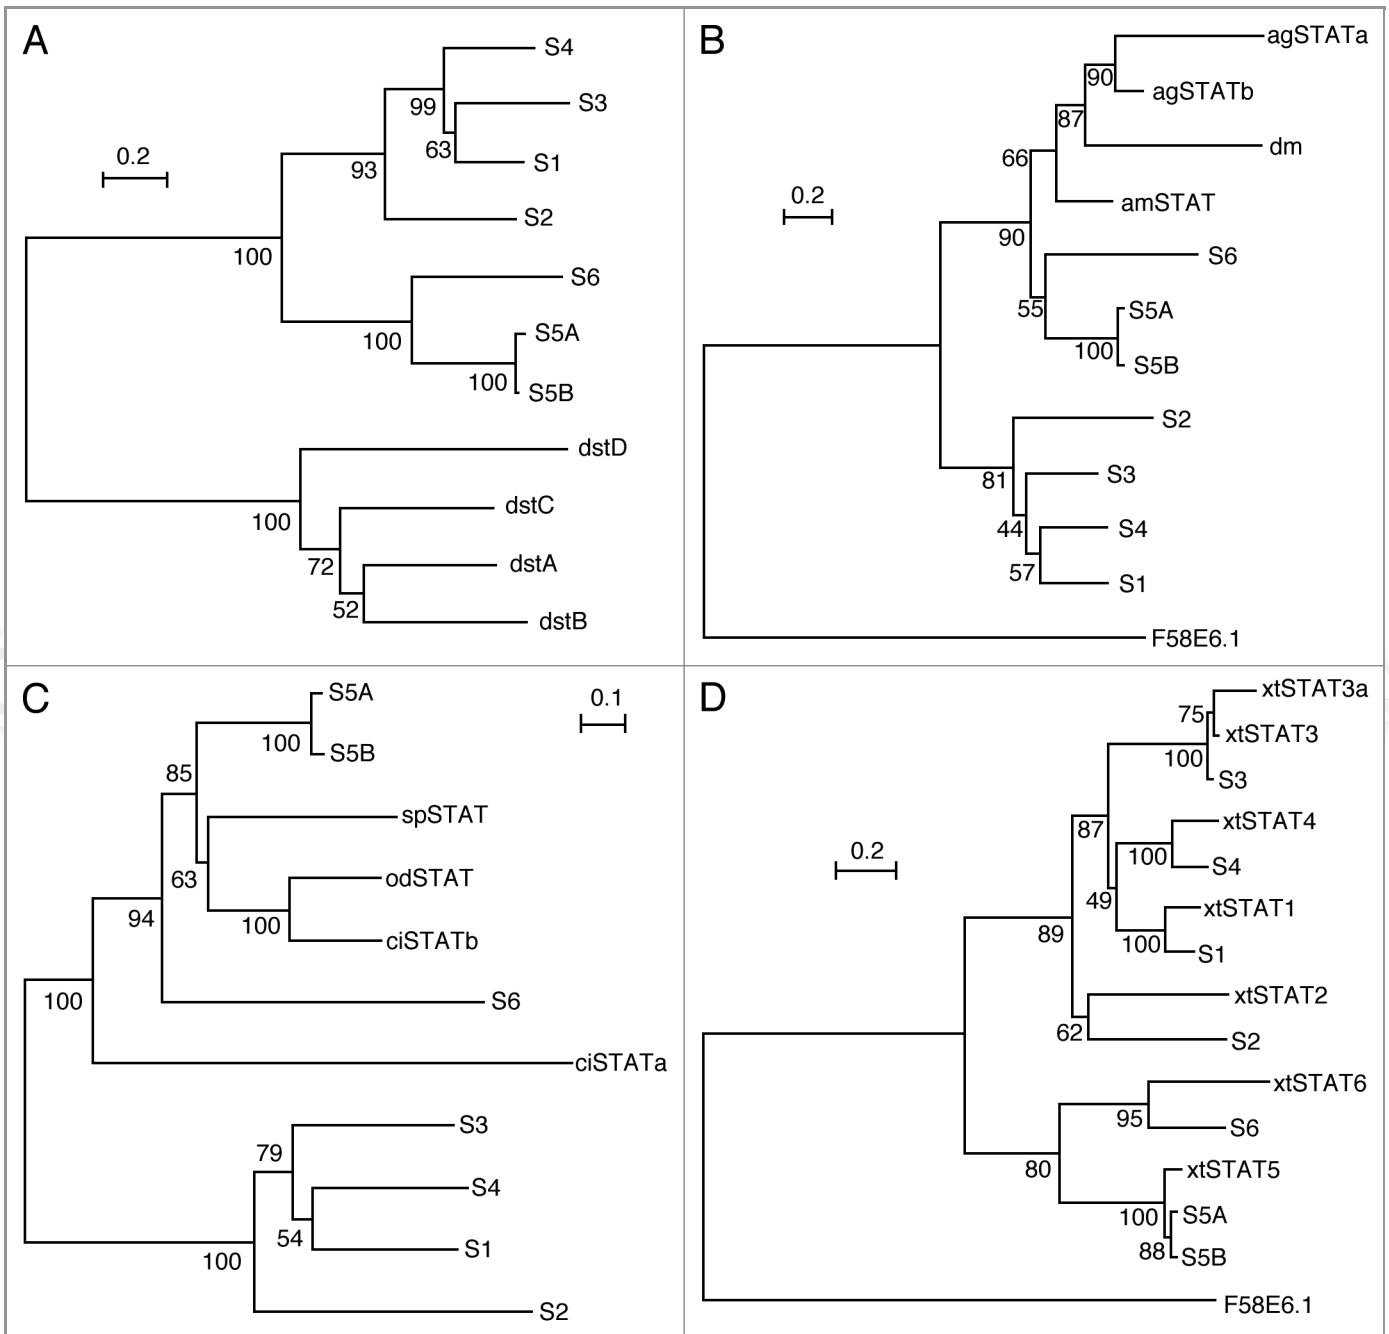 A
S4
S3
99
63
S1
0.2
93
S2
100
S6
100
S5A
100
S5B
dstD
dstC
100
72
dstA
52
dstB
B
agSTATa
90
agSTATb
87
dm
66
0.2
amSTAT
90
S6
55
S5A
100
S5B
S2
81
S3
44
S4
57
S1
F58E6.1
C
S5A
0.1
100
S5B
85
spSTAT
63
odSTAT
94
100
ciSTATb
100
S6
ciSTATa
S3
79
S4
54
S1
100
S2
D
xtSTAT3a
75
xtSTAT3
100
S3
87
xtSTAT4
0.2
100
S4
49
xtSTAT1
89
100
S1
xtSTAT2
62
S2
xtSTAT6
95
S6
80
xtSTAT5
100
S5A
88
S5B
F58E6.1